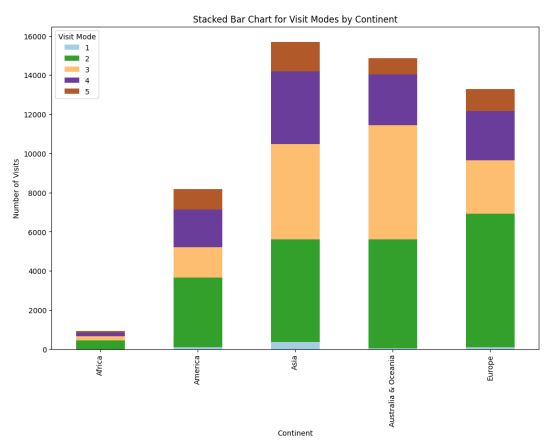 Stacked Bar Chart for Visit Modes by Continent
Visit Mode
1
2
3
4
5
Number of Visits
16000
14000
12000
10000
8000
6000
4000
2000
0
Africa
America
Asia
Australia & Oceania
Europe
Continent